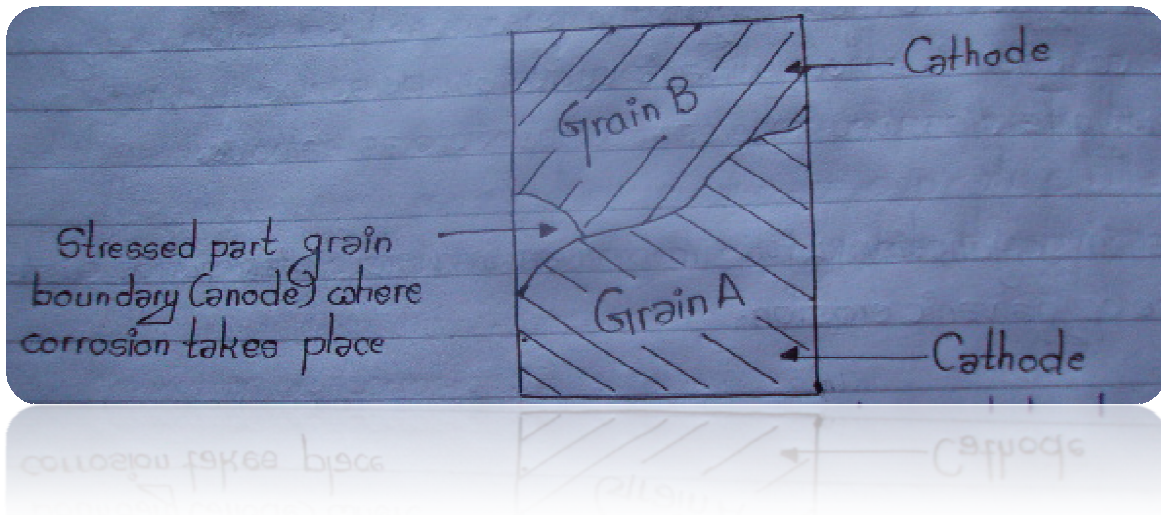 Cathode
Grain B
Stressed part grain
boundary (anode) where
corrosion takes place
Grain A
Cathode